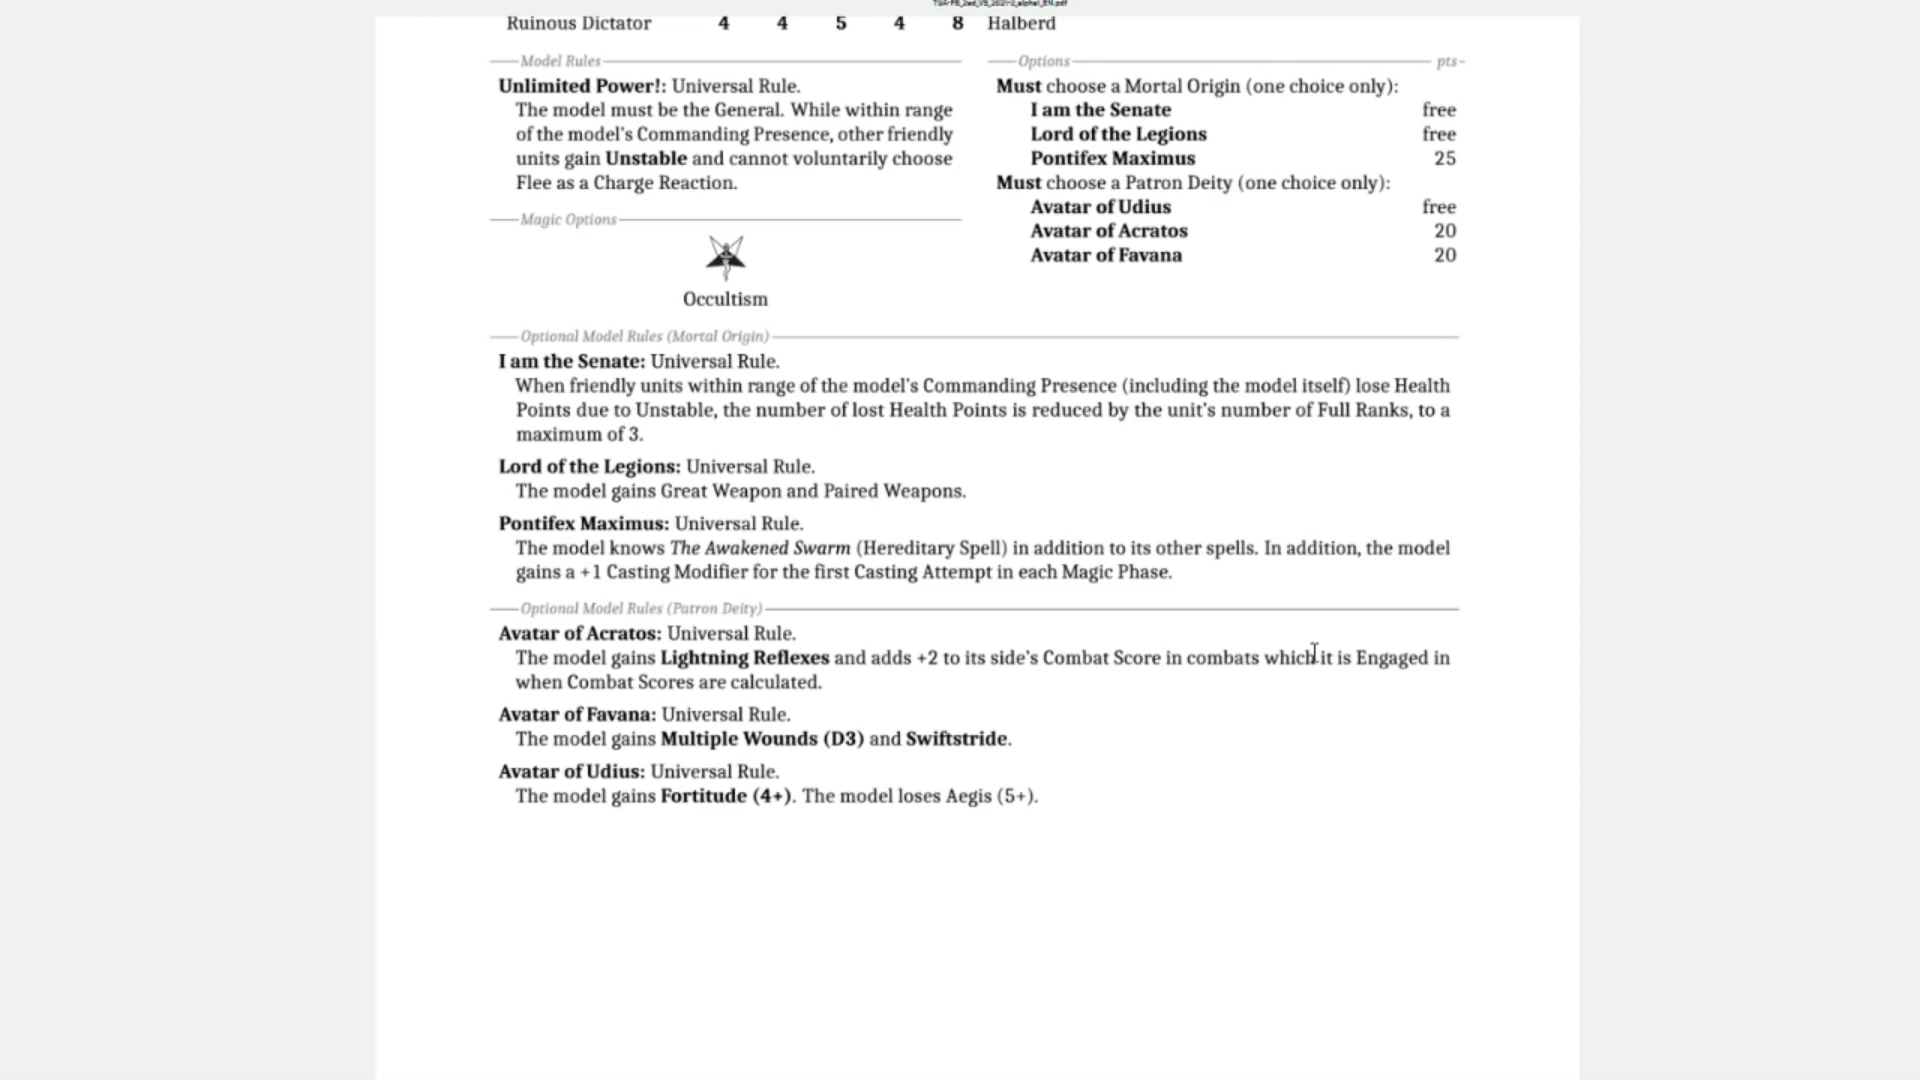 Ruinous Dictator 4 4 5 4 8 Halberd
Model Rules
Unlimited Power!: Universal Rule.
The model must be the General. While within range
of the model's Commanding Presence, other friendly
units gain Unstable and cannot voluntarily choose
Flee as a Charge Reaction.
Magic Options
Occultism
Options pts
Must choose a Mortal Origin (one choice only):
I am the Senate free
Lord of the Legions free
Pontifex Maximus 25
Must choose a Patron Deity (one choice only):
Avatar of Udius free
Avatar of Acratos 20
Avatar of Favana 20
Optional Model Rules (Mortal Origin)
I am the Senate: Universal Rule.
When friendly units within range of the model's Commanding Presence (including the model itself) lose Health
Points due to Unstable, the number of lost Health Points is reduced by the unit's number of Full Ranks, to a
maximum of 3.
Lord of the Legions: Universal Rule.
The model gains Great Weapon and Paired Weapons.
Pontifex Maximus: Universal Rule.
The model knows The Awakened Swarm (Hereditary Spell) in addition to its other spells. In addition, the model
gains a +1 Casting Modifier for the first Casting Attempt in each Magic Phase.
Optional Model Rules (Patron Deity)
Avatar of Acratos: Universal Rule.
The model gains Lightning Reflexes and adds +2 to its side's Combat Score in combats which it is Engaged in
when Combat Scores are calculated.
Avatar of Favana: Universal Rule.
The model gains Multiple Wounds (D3) and Swiftstride.
Avatar of Udius: Universal Rule.
The model gains Fortitude (4+). The model loses Aegis (5+).